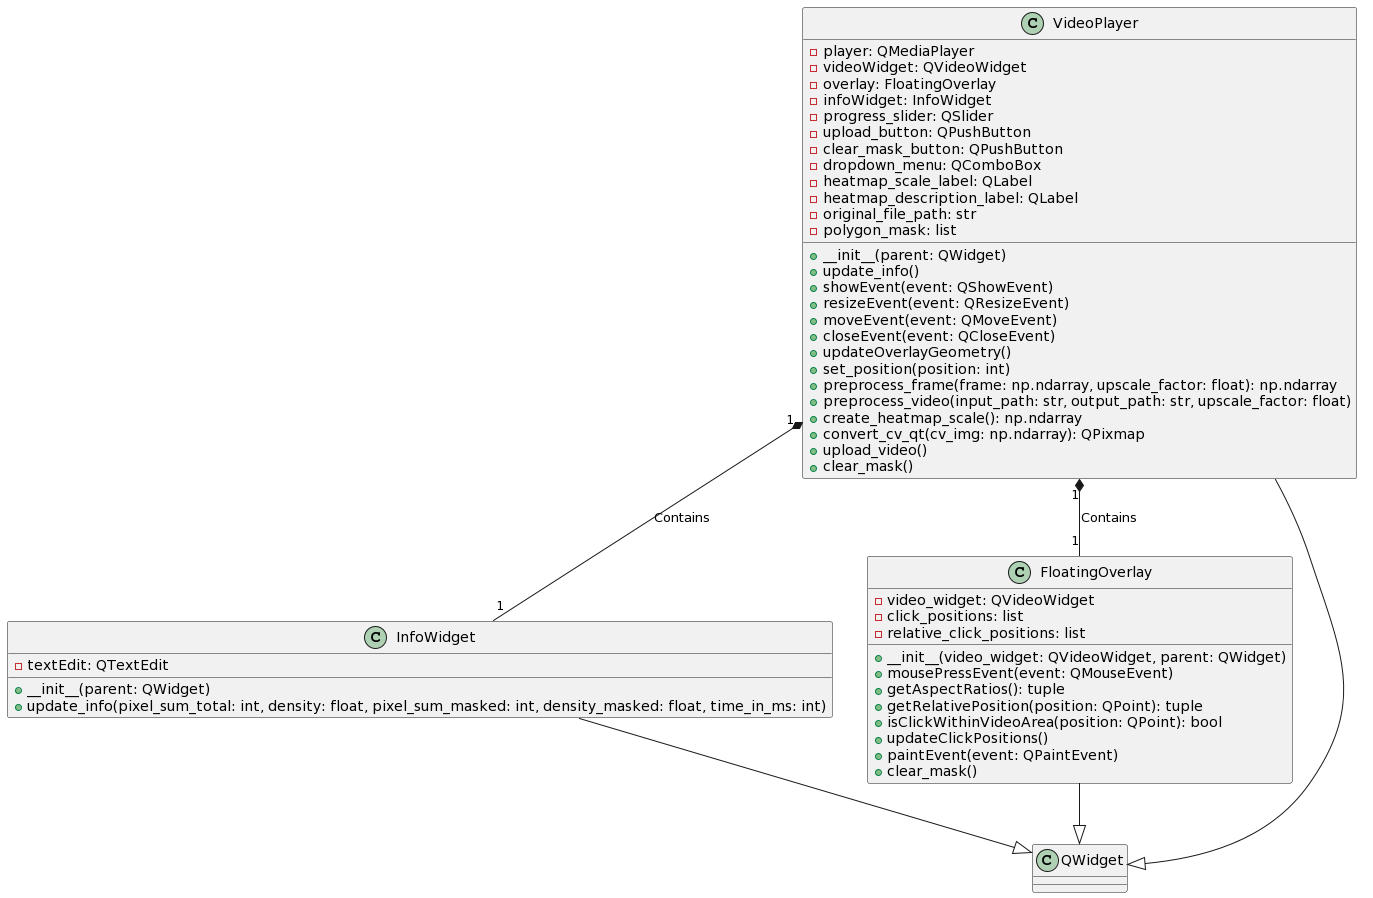 C VideoPlayer
player: QMediaPlayer
videoWidget: QVideoWidget
overlay: FloatingOverlay
infoWidget: InfoWidget
progress_slider: QSlider
upload_button: QPushButton
clear_mask_button: QPushButton
dropdown_menu: QComboBox
heatmap_scale_label: QLabel
heatmap_description_label: QLabel
original_file_path: str
polygon_mask: list
__init__(parent: QWidget)
update_info()
showEvent(event: QShowEvent)
resizeEvent(event: QResizeEvent)
moveEvent(event: QMoveEvent)
closeEvent(event: QCloseEvent)
updateOverlayGeometry()
set_position(position: int)
preprocess_frame(frame: np.ndarray, upscale_factor: float): np.ndarray
preprocess_video(input_path: str, output_path: str, upscale_factor: float)
create_heatmap_scale(): np.ndarray
convert_cv_qt(cv_img: np.ndarray): QPixmap
upload_video()
clear_mask()
1
Contains
1
1
Contains
1
C InfoWidget
textEdit: QTextEdit
__init__(parent: QWidget)
update_info(pixel_sum_total: int, density: float, pixel_sum_masked: int, density_masked: float, time_in_ms: int)
C FloatingOverlay
video_widget: QVideoWidget
click_positions: list
relative_click_positions: list
__init__(video_widget: QVideoWidget, parent: QWidget)
mousePressEvent(event: QMouseEvent)
getAspectRatios(): tuple
getRelativePosition(position: QPoint): tuple
isClickWithinVideoArea(position: QPoint): bool
updateClickPositions()
paintEvent(event: QPaintEvent)
clear_mask()
C QWidget